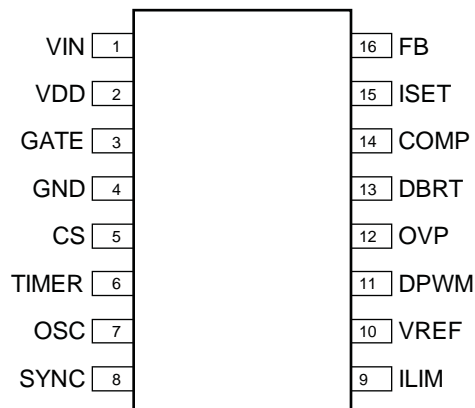 VIN 1 16 FB
VDD 2 15 ISET
GATE 3 14 COMP
GND 4 13 DBRT
CS 5 12 OVP
TIMER 6 11 DPWM
OSC 7 10 VREF
SYNC 8 9 ILIM